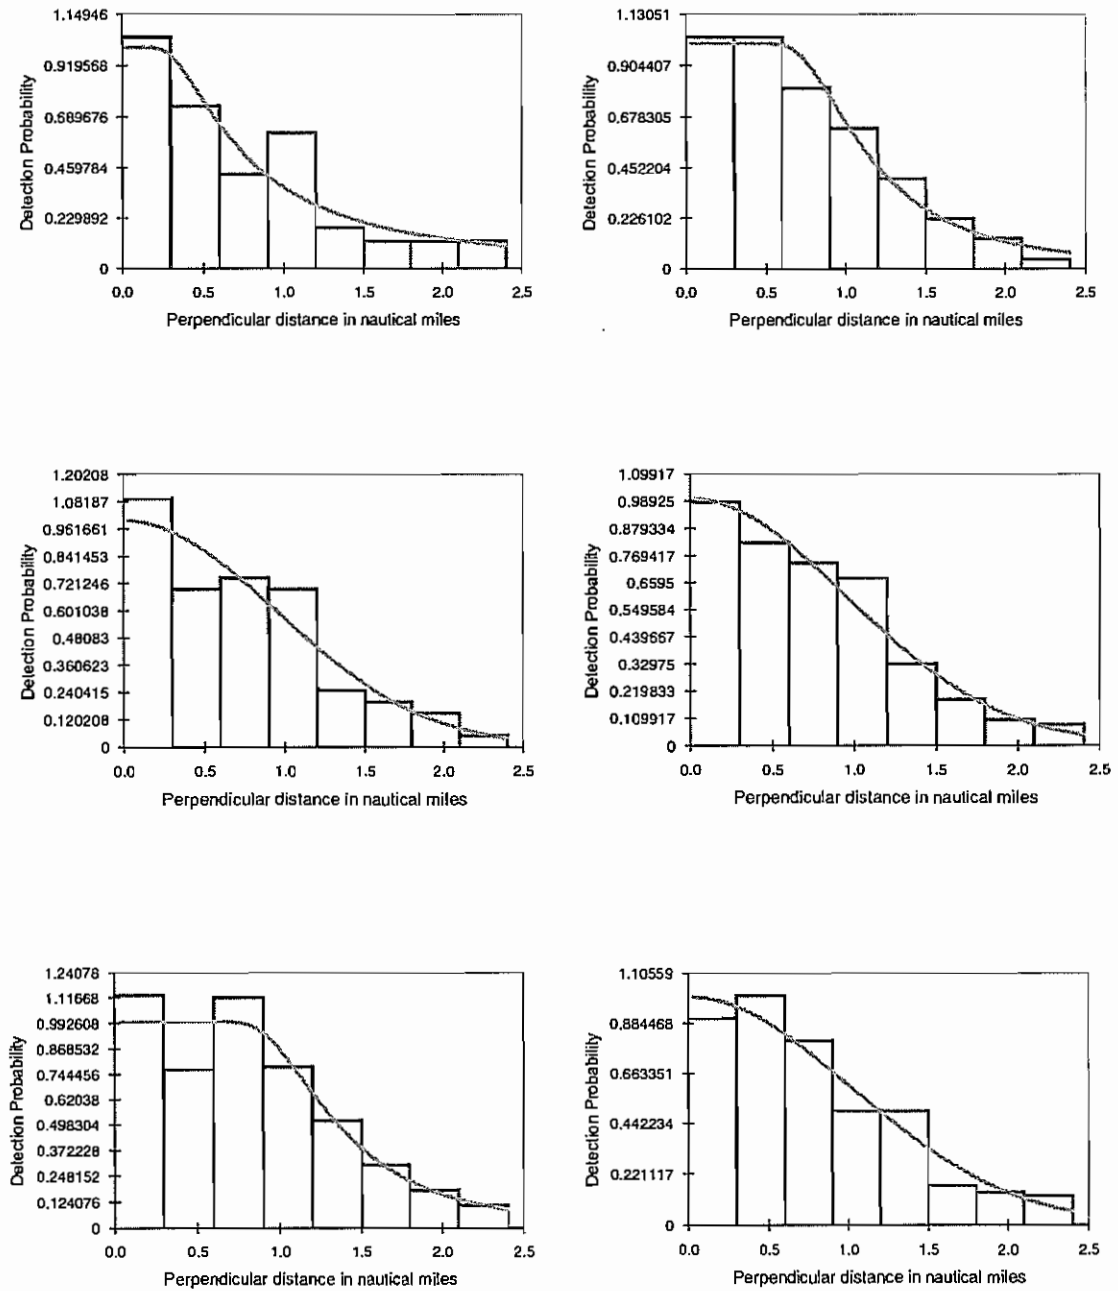 1.14946
0.919568
0.689676
0.459784
0.229892
0
Detection Probability
0.0 0.5 1.0 1.5 2.0 2.5
Perpendicular distance in nautical miles
1.13051
0.904407
0.678305
0.452204
0.226102
0
Detection Probability
0.0 0.5 1.0 1.5 2.0 2.5
Perpendicular distance in nautical miles
1.20208
1.08187
0.961661
0.841453
0.721246
0.601038
0.48083
0.360623
0.240415
0.120208
0
Detection Probability
0.0 0.5 1.0 1.5 2.0 2.5
Perpendicular distance in nautical miles
1.09917
0.98925
0.879334
0.769417
0.6595
0.549584
0.439667
0.32975
0.219833
0.109917
0
Detection Probability
0.0 0.5 1.0 1.5 2.0 2.5
Perpendicular distance in nautical miles
1.24076
1.11668
0.992608
0.868532
0.744456
0.62038
0.496304
0.372228
0.248152
0.124076
0
Detection Probability
0.0 0.5 1.0 1.5 2.0 2.5
Perpendicular distance in nautical miles
1.10559
0.884468
0.663351
0.442234
0.221117
0
Detection Probability
0.0 0.5 1.0 1.5 2.0 2.5
Perpendicular distance in nautical miles